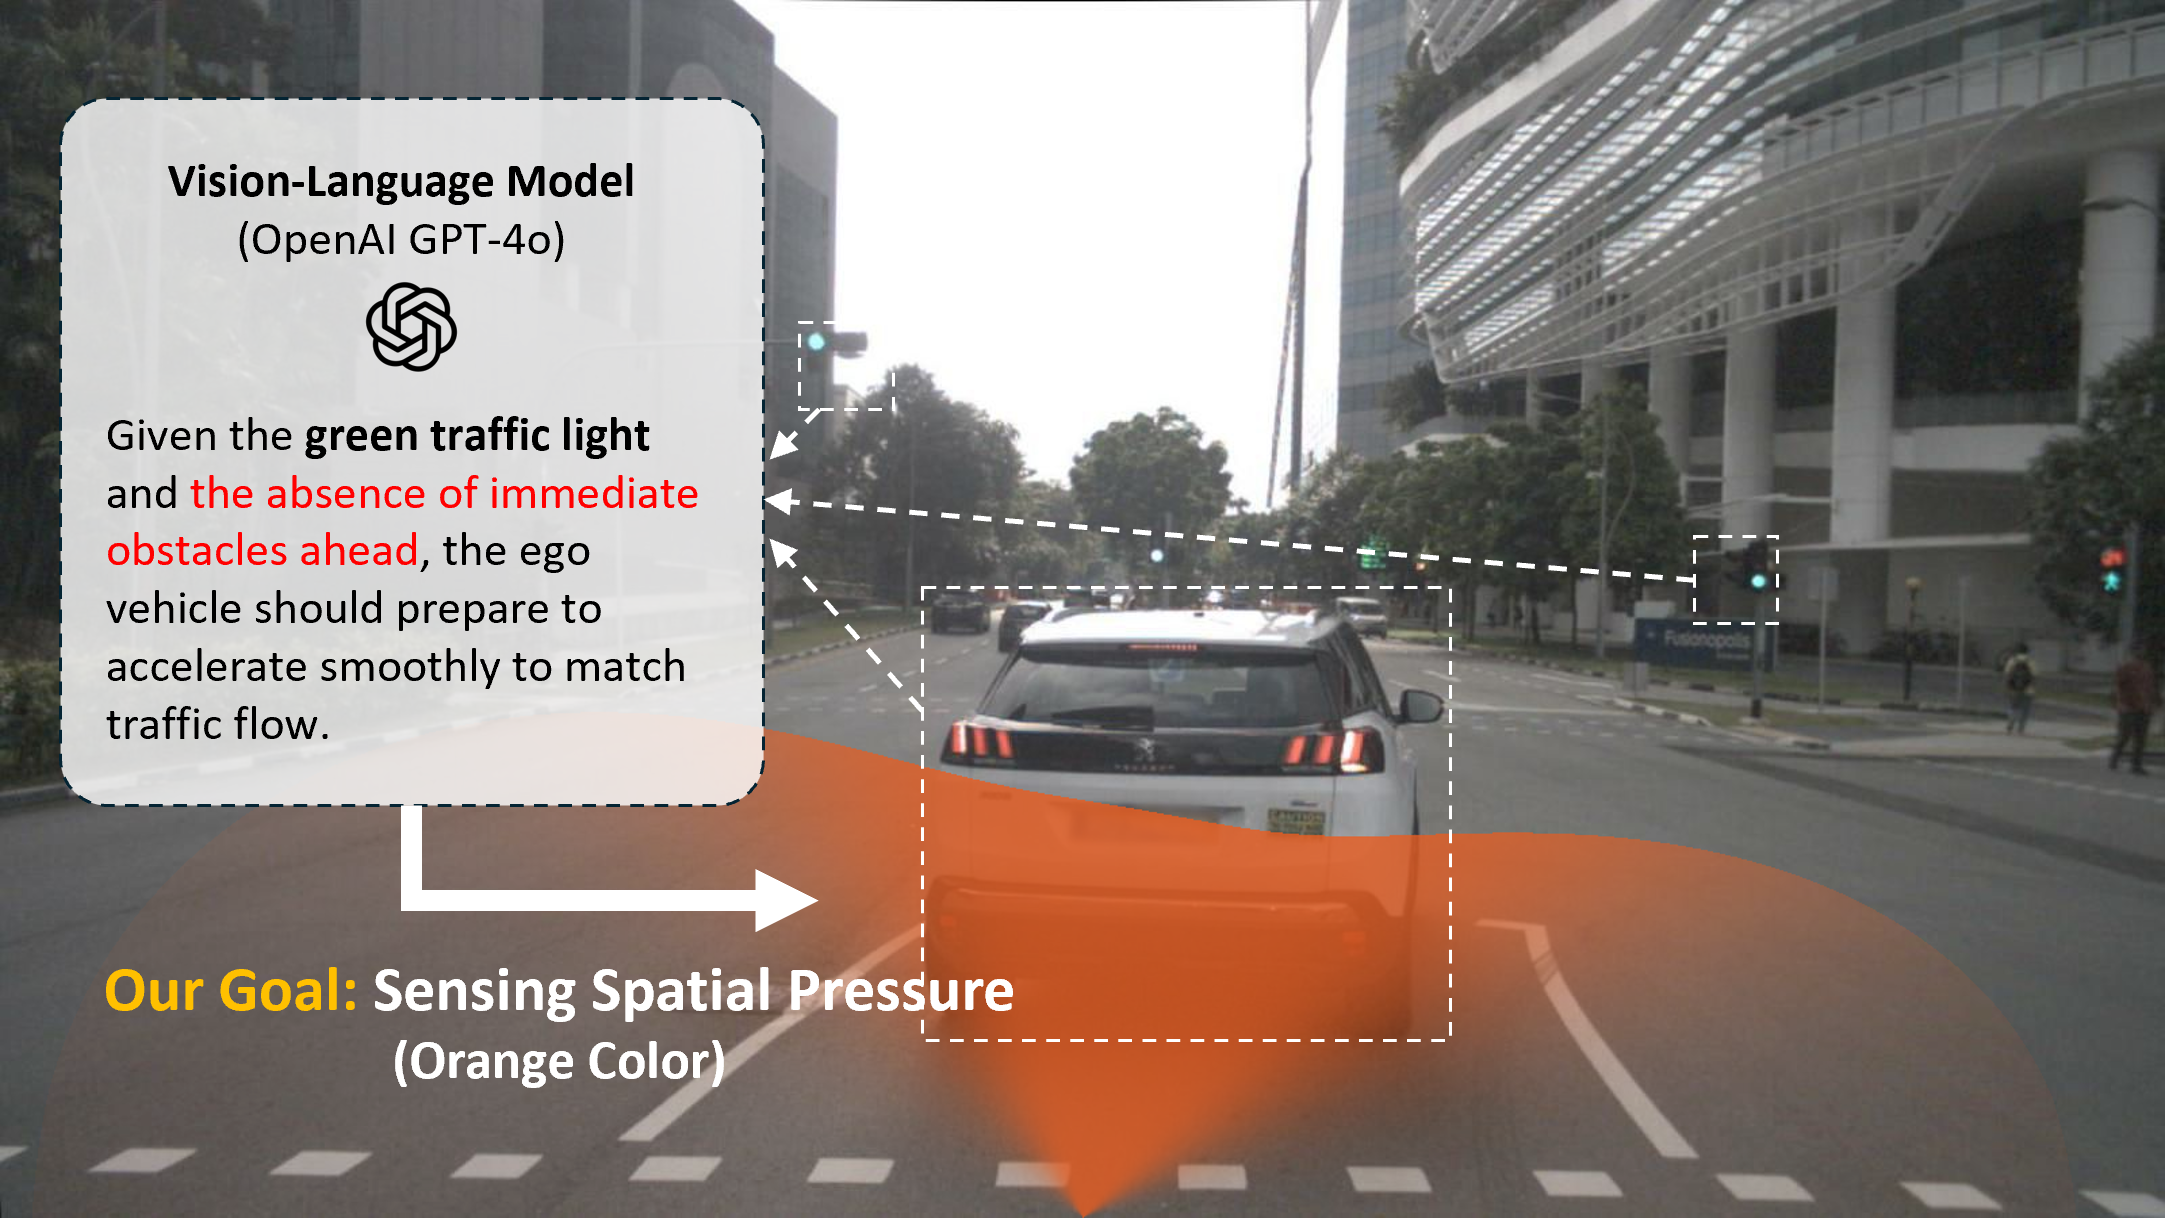 Vision-Language Model
(OpenAI GPT-4o)
Given the green traffic light
and the absence of immediate
obstacles ahead, the ego
vehicle should prepare to
accelerate smoothly to match
traffic flow.
Fusionopolis
PEUGEOT
CAUTION
Our Goal: Sensing Spatial Pressure
(Orange Color)